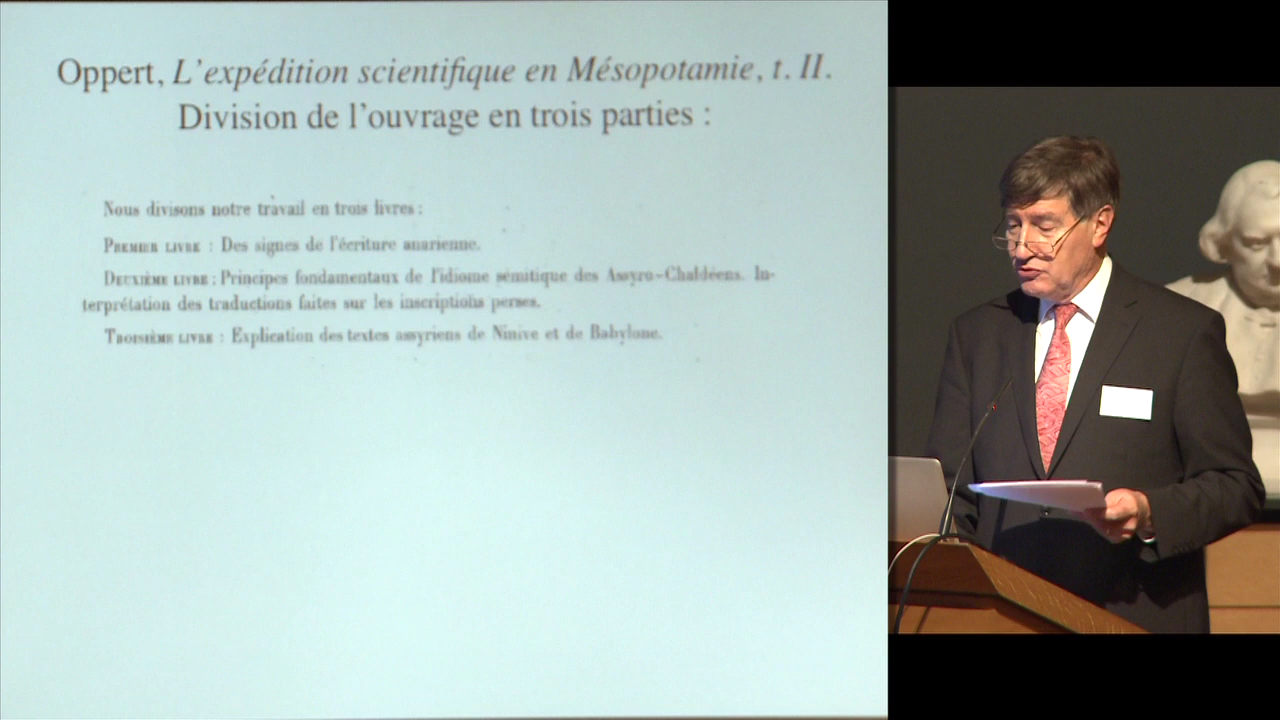 Oppert, L'expédition scientifique en Mésopotamie, t. II.
Division de l'ouvrage en trois parties :
Nous divisons notre travail en trois livres :
PREMIER LIVRE : Des signes de l'écriture anarienne.
DEUXIÈME LIVRE : Principes fondamentaux de l'idiome sémitique des Assyro-Chaldéens. In-
terprétation des traductions faites sur les inscriptions perses.
TROISIÈME LIVRE : Explication des textes assyriens de Ninive et de Babylone.